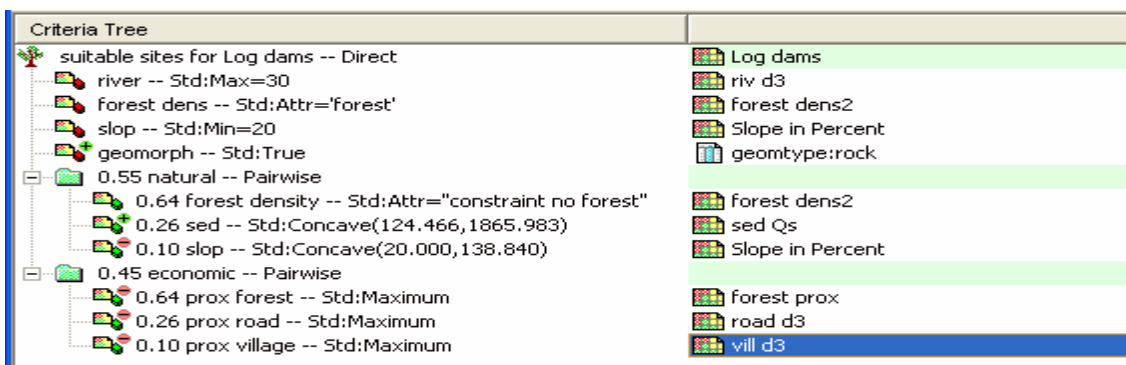 Criteria Tree
suitable sites for Log dams -- Direct Log dams
river -- Std:Max=30 riv d3
forest dens -- Std:Attr='forest' forest dens2
slop -- Std:Min=20 Slope in Percent
geomorph -- Std:True geomtype:rock
0.55 natural -- Pairwise
0.64 forest density -- Std:Attr="constraint no forest" forest dens2
0.26 sed -- Std:Concave(124.466,1865.983) sed Qs
0.10 slop -- Std:Concave(20.000,138.840) Slope in Percent
0.45 economic -- Pairwise
0.64 prox forest -- Std:Maximum forest prox
0.26 prox road -- Std:Maximum road d3
0.10 prox village -- Std:Maximum vill d3